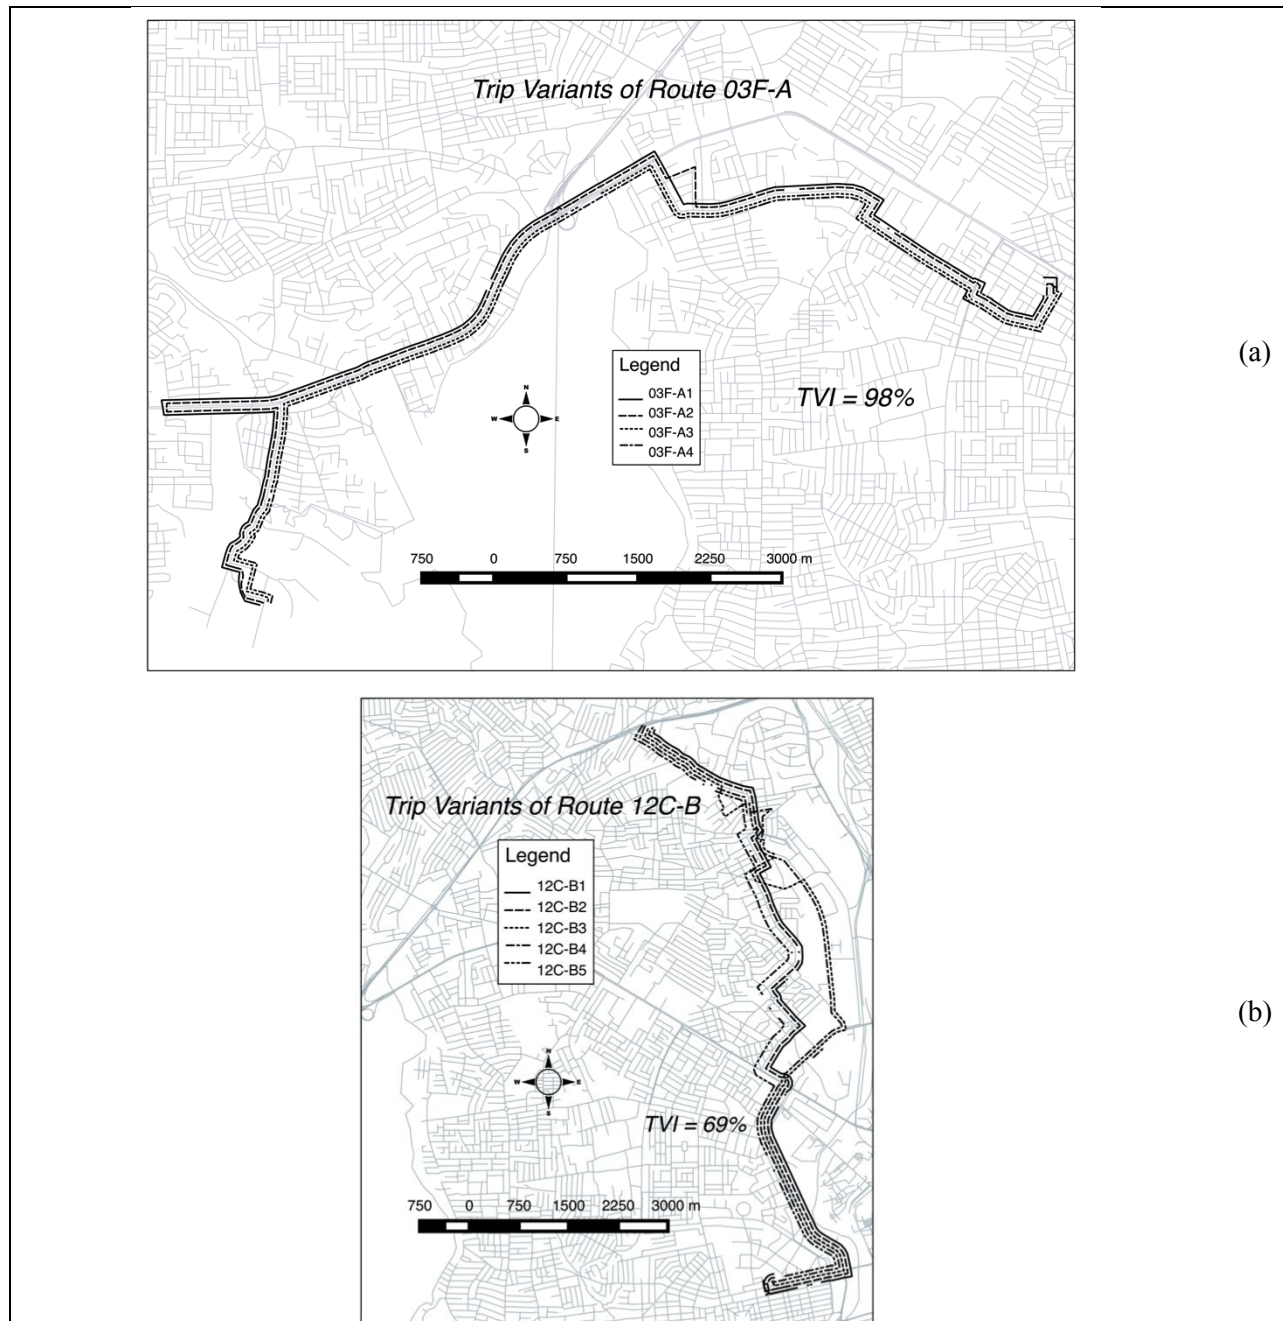 Trip Variants of Route 03F-A
Legend
03F-A1
03F-A2
03F-A3
03F-A4
TVI = 98%
N
W E
S
750 0 750 1500 2250 3000 m
(a)
Trip Variants of Route 12C-B
Legend
12C-B1
12C-B2
12C-B3
12C-B4
12C-B5
N
W E
S
TVI = 69%
750 0 750 1500 2250 3000 m
(b)